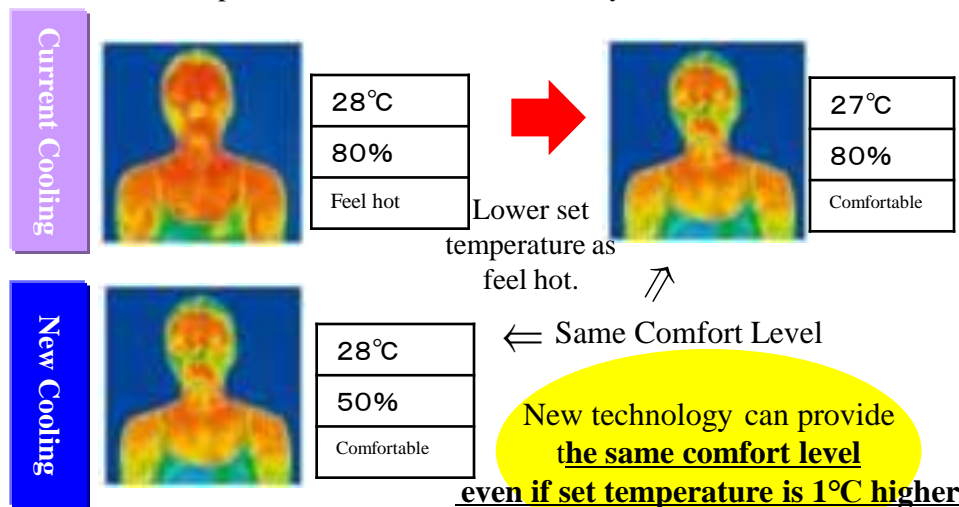 Current Cooling
28℃
80%
Feel hot
Lower set
temperature as
feel hot.
27℃
80%
Comfortable
New Cooling
28℃
50%
Comfortable
⇐ Same Comfort Level
New technology can provide
the same comfort level
even if set temperature is 1℃ higher